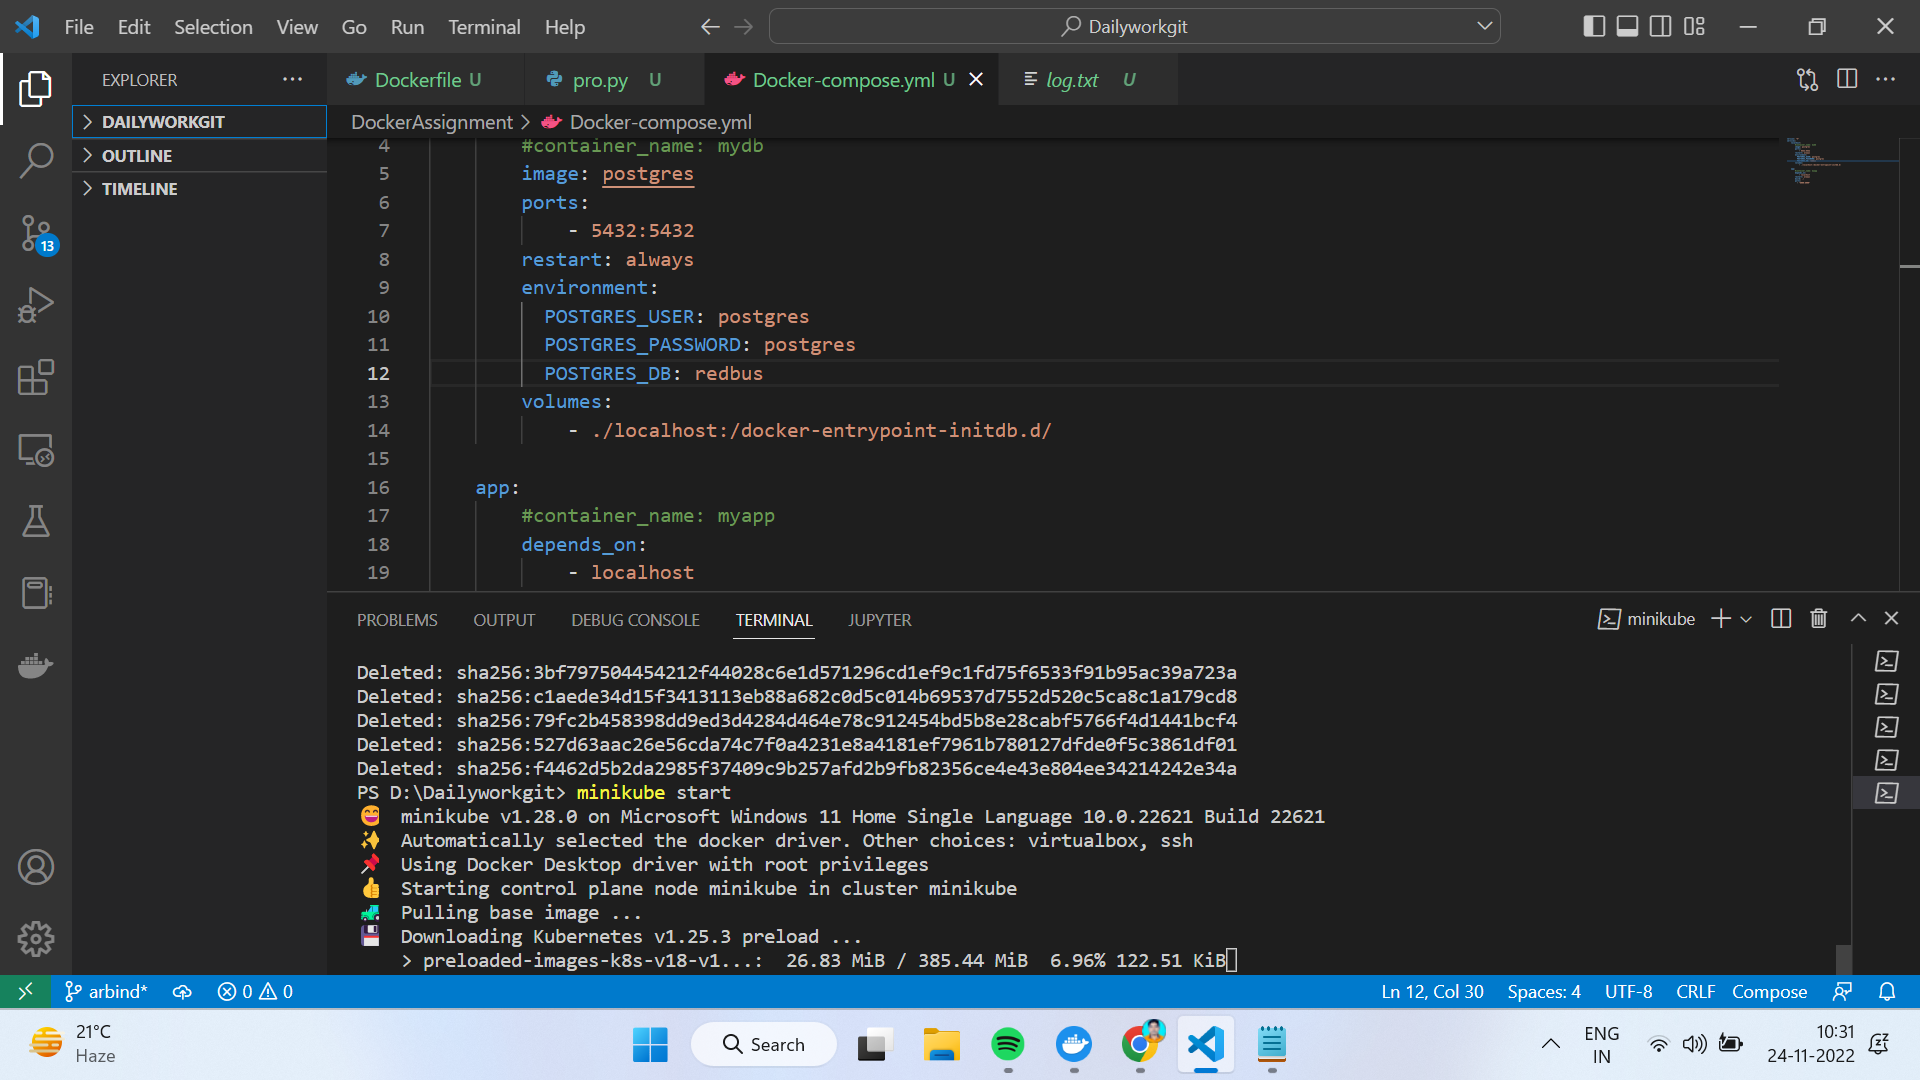 File Edit Selection View Go Run Terminal Help
Dailyworkgit
EXPLORER
DAILYWORKGIT
OUTLINE
TIMELINE
13
Dockerfile U
pro.py U
Docker-compose.yml U
log.txt U
DockerAssignment > Docker-compose.yml
4 #container_name: mydb
5 image: postgres
6 ports:
7 - 5432:5432
8 restart: always
9 environment:
10 POSTGRES_USER: postgres
11 POSTGRES_PASSWORD: postgres
12 POSTGRES_DB: redbus
13 volumes:
14 - ./localhost:/docker-entrypoint-initdb.d/
15
16 app:
17 #container_name: myapp
18 depends_on:
19 - localhost
PROBLEMS OUTPUT DEBUG CONSOLE TERMINAL JUPYTER
minikube
Deleted: sha256:3bf797504454212f44028c6e1d571296cd1ef9c1fd75f6533f91b95ac39a723a
Deleted: sha256:c1aede34d15f3413113eb88a682c0d5c014b69537d7552d520c5ca8c1a179cd8
Deleted: sha256:79fc2b458398dd9ed3d4284d464e78c912454bd5b8e28cabf5766f4d1441bcf4
Deleted: sha256:527d63aac26e56cda74c7f0a4231e8a4181ef7961b780127dfde0f5c3861df01
Deleted: sha256:f4462d5b2da2985f37409c9b257afd2b9fb82356ce4e43e804ee34214242e34a
PS D:\Dailyworkgit> minikube start
😄 minikube v1.28.0 on Microsoft Windows 11 Home Single Language 10.0.22621 Build 22621
✨ Automatically selected the docker driver. Other choices: virtualbox, ssh
📌 Using Docker Desktop driver with root privileges
👍 Starting control plane node minikube in cluster minikube
🚜 Pulling base image ...
💾 Downloading Kubernetes v1.25.3 preload ...
> preloaded-images-k8s-v18-v1...: 26.83 MiB / 385.44 MiB 6.96% 122.51 KiB
arbind* 0 0 Ln 12, Col 30 Spaces: 4 UTF-8 CRLF Compose
21°C
Haze
Search
ENG
IN
10:31
24-11-2022